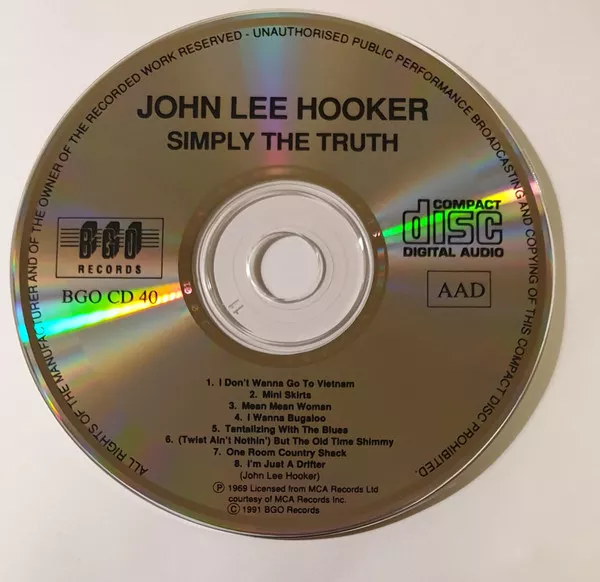 ALL RIGHTS OF THE MANUFACTURER AND OF THE OWNER OF THE RECORDED WORK RESERVED - UNAUTHORISED PUBLIC PERFORMANCE BROADCASTING AND COPYING OF THIS COMPACT DISC PROHIBITED.
JOHN LEE HOOKER
SIMPLY THE TRUTH
BGO
RECORDS
BGO CD 40
COMPACT
disc
DIGITAL AUDIO
AAD
1. I Don't Wanna Go To Vietnam
2. Mini Skirts
3. Mean Mean Woman
4. I Wanna Bugaloo
5. Tantalizing With The Blues
6. (Twist Ain't Nothin') But The Old Time Shimmy
7. One Room Country Shack
8. I'm Just A Drifter
(John Lee Hooker)
Ⓟ 1969 Licensed from MCA Records Ltd
courtesy of MCA Records Inc.
© 1991 BGO Records